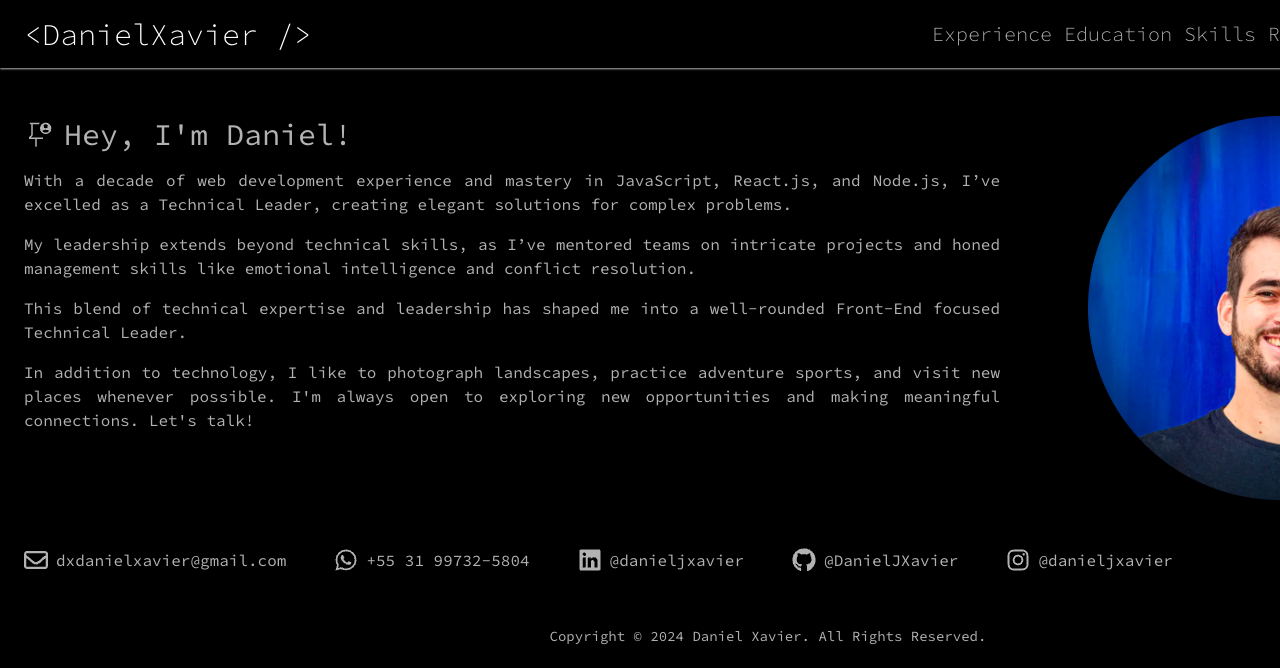 <DanielXavier />
Experience Education Skills R
Hey, I'm Daniel!
With a decade of web development experience and mastery in JavaScript, React.js, and Node.js, I’ve
excelled as a Technical Leader, creating elegant solutions for complex problems.
My leadership extends beyond technical skills, as I’ve mentored teams on intricate projects and honed
management skills like emotional intelligence and conflict resolution.
This blend of technical expertise and leadership has shaped me into a well-rounded Front-End focused
Technical Leader.
In addition to technology, I like to photograph landscapes, practice adventure sports, and visit new
places whenever possible. I'm always open to exploring new opportunities and making meaningful
connections. Let's talk!
dxdanielxavier@gmail.com +55 31 99732-5804 @danieljxavier @DanielJXavier @danieljxavier
Copyright © 2024 Daniel Xavier. All Rights Reserved.